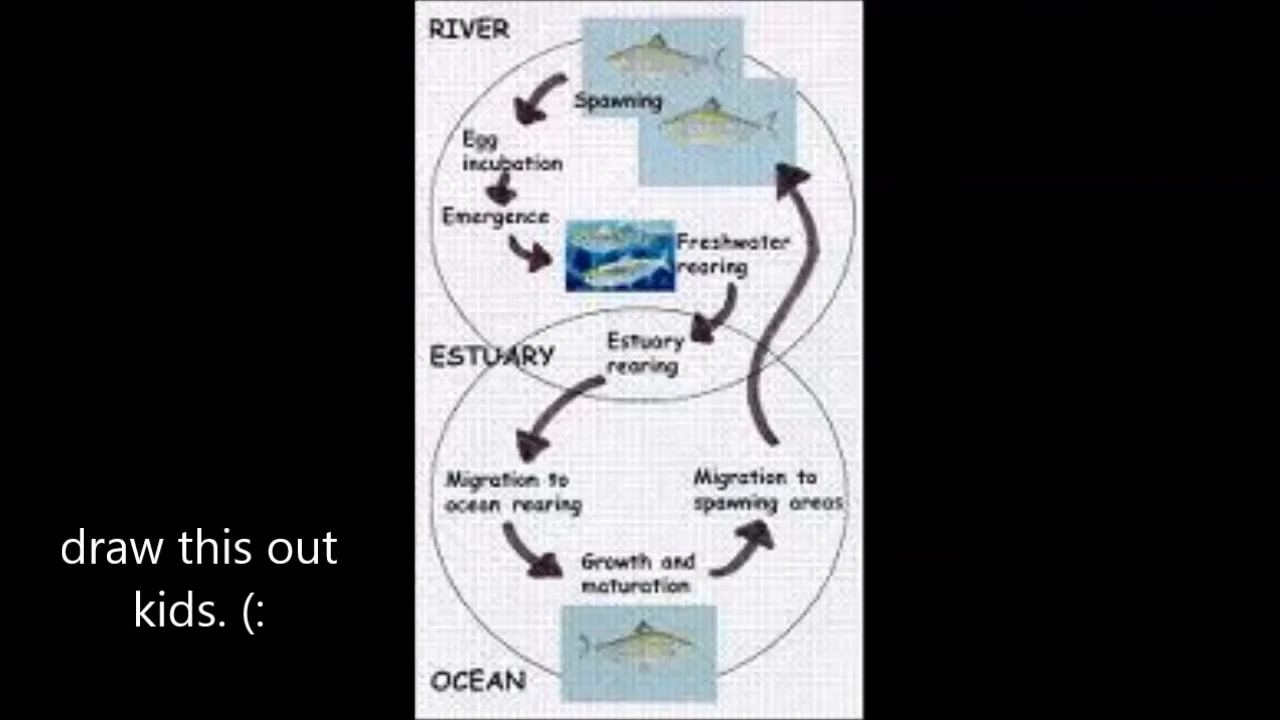 RIVER
Spawning
Egg
incubation
Emergence
Freshwater
rearing
Estuary
rearing
ESTUARY
Migration to
ocean rearing
Migration to
spawning areas
Growth and
maturation
OCEAN
draw this out
kids. (: